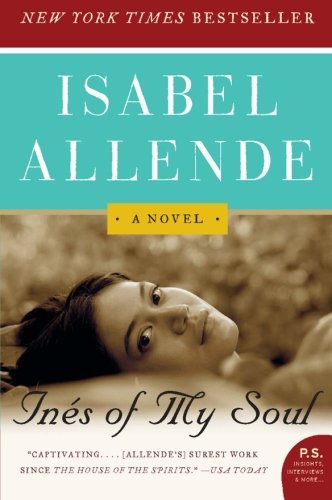 NEW YORK TIMES BESTSELLER
ISABEL
ALLENDE
· A NOVEL ·
Inés of My Soul
"CAPTIVATING. . . . [ALLENDE'S] SUREST WORK
SINCE THE HOUSE OF THE SPIRITS." —USA TODAY
P.S.
INSIGHTS,
INTERVIEWS
& MORE...